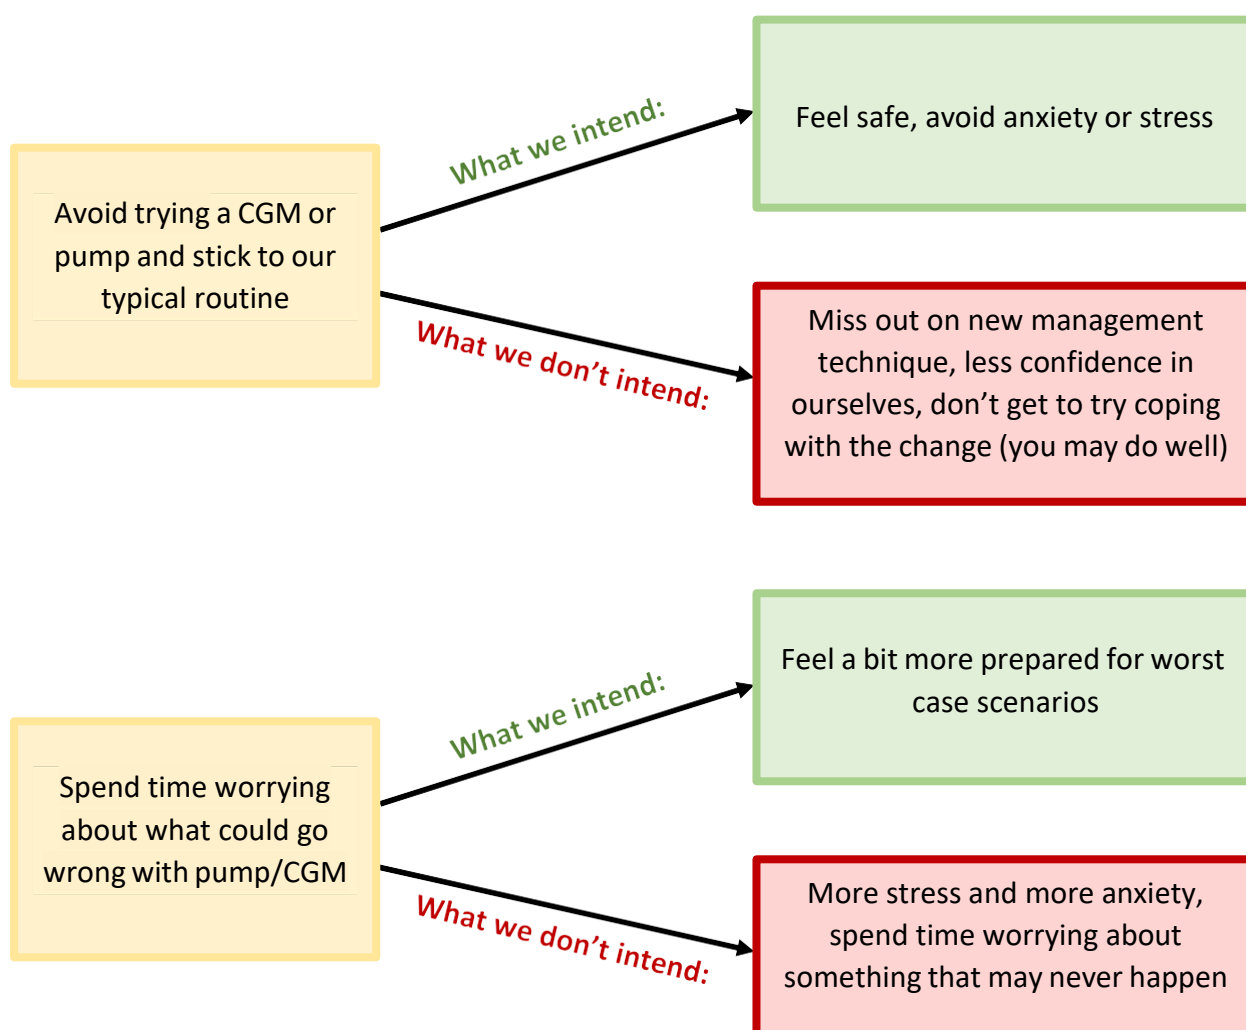 Avoid trying a CGM or
pump and stick to our
typical routine
What we intend:
Feel safe, avoid anxiety or stress
What we don’t intend:
Miss out on new management
technique, less confidence in
ourselves, don’t get to try coping
with the change (you may do well)
Spend time worrying
about what could go
wrong with pump/CGM
What we intend:
Feel a bit more prepared for worst
case scenarios
What we don’t intend:
More stress and more anxiety,
spend time worrying about
something that may never happen